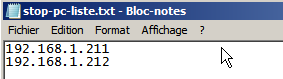 stop-pc-liste.txt - Bloc-notes
Fichier Edition Format Affichage ?
192.168.1.211
192.168.1.212